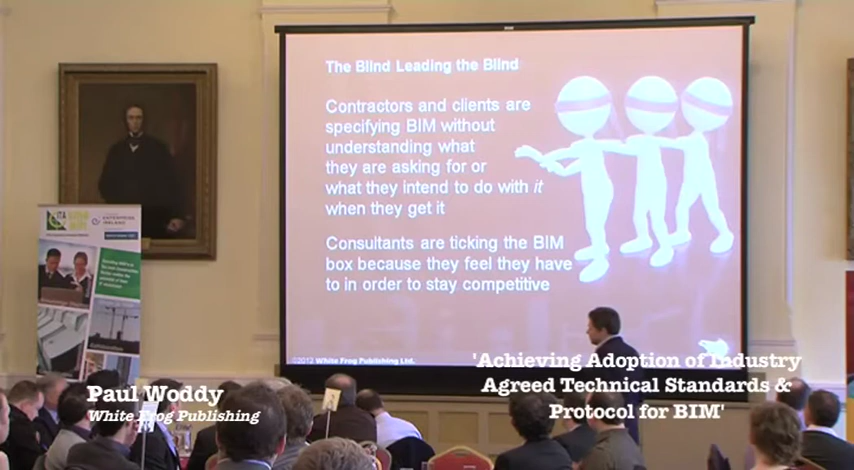 The Blind Leading the Blind
Contractors and clients are
specifying BIM without
understanding what
they are asking for or
what they intend to do with it
when they get it
Consultants are ticking the BIM
box because they feel they have
to in order to stay competitive
©2012 White Frog Publishing Ltd.
'Achieving Adoption of Industry
Agreed Technical Standards &
Protocol for BIM'
Paul Woddy
White Frog Publishing
ENTERPRISE
IRELAND